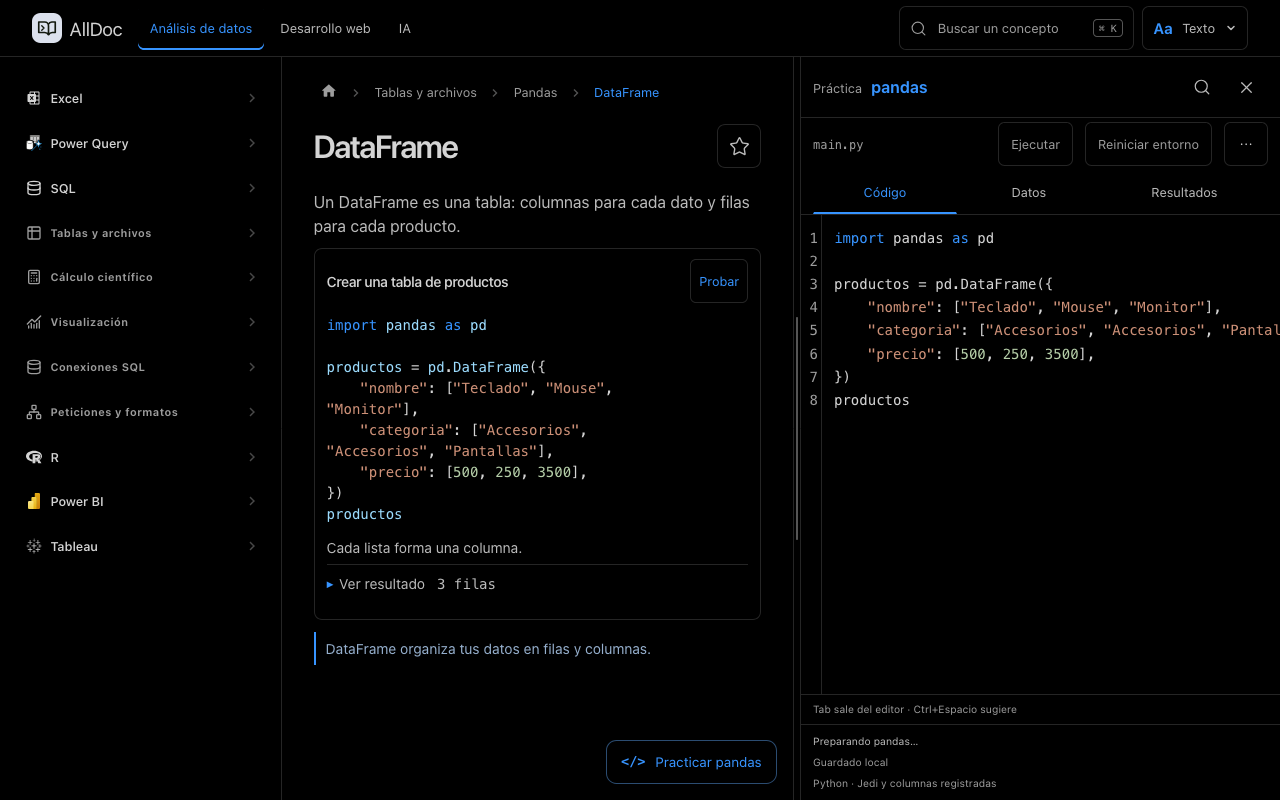 AllDoc
Análisis de datos
Desarrollo web
IA
Buscar un concepto
⌘ K
Aa Texto
Excel
Power Query
SQL
Tablas y archivos
Cálculo científico
Visualización
Conexiones SQL
Peticiones y formatos
R
Power BI
Tableau
Tablas y archivos
Pandas
DataFrame
DataFrame
Un DataFrame es una tabla: columnas para cada dato y filas
para cada producto.
Crear una tabla de productos
Probar
import pandas as pd
productos = pd.DataFrame({
    "nombre": ["Teclado", "Mouse",
"Monitor"],
    "categoria": ["Accesorios",
"Accesorios", "Pantallas"],
    "precio": [500, 250, 3500],
})
productos
Cada lista forma una columna.
▸ Ver resultado 3 filas
DataFrame organiza tus datos en filas y columnas.
</> Practicar pandas
Práctica pandas
main.py
Ejecutar
Reiniciar entorno
...
Código
Datos
Resultados
1 import pandas as pd
2
3 productos = pd.DataFrame({
4     "nombre": ["Teclado", "Mouse", "Monitor"],
5     "categoria": ["Accesorios", "Accesorios", "Pantal
6     "precio": [500, 250, 3500],
7 })
8 productos
Tab sale del editor · Ctrl+Espacio sugiere
Preparando pandas…
Guardado local
Python · Jedi y columnas registradas